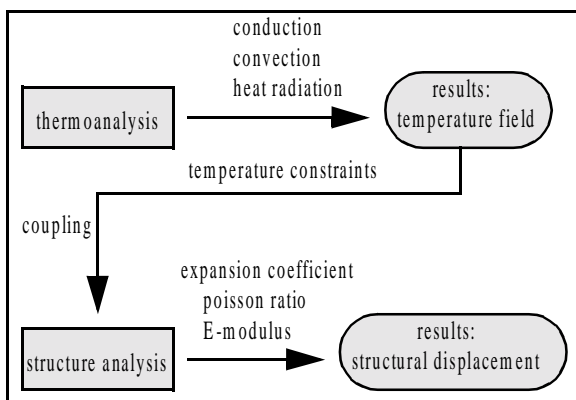 conduction
convection
heat radiation
thermoanalysis
results:
temperature field
temperature constraints
coupling
expansion coefficient
poisson ratio
E-modulus
structure analysis
results:
structural displacement